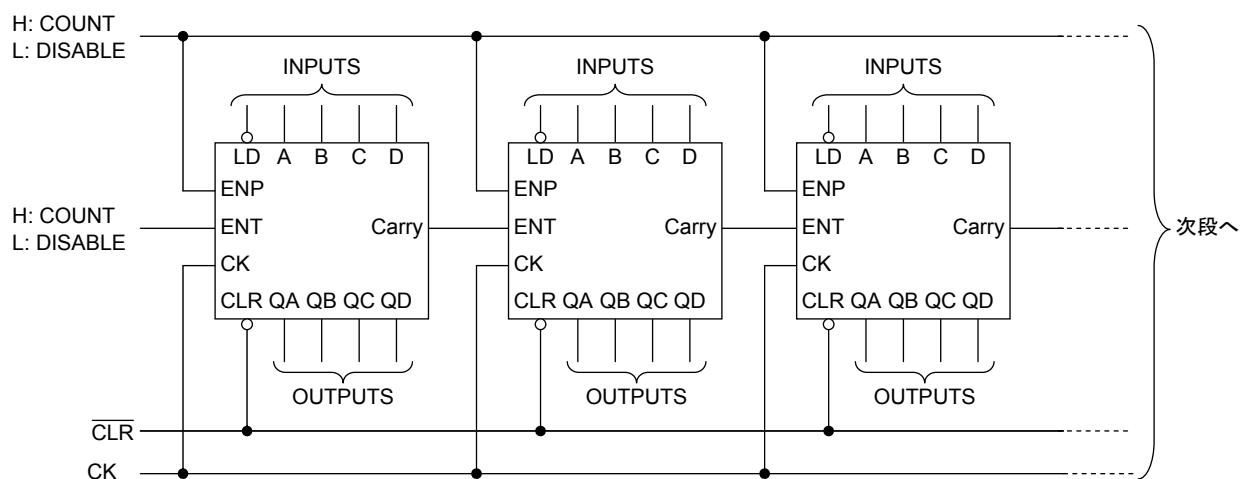 H: COUNT
L: DISABLE
INPUTS INPUTS INPUTS
LD A B C D LD A B C D LD A B C D
ENP ENP ENP
H: COUNT
L: DISABLE
ENT Carry ENT Carry ENT Carry
次段へ
CK CK CK
CLR QA QB QC QD CLR QA QB QC QD CLR QA QB QC QD
OUTPUTS OUTPUTS OUTPUTS
CLR
CK